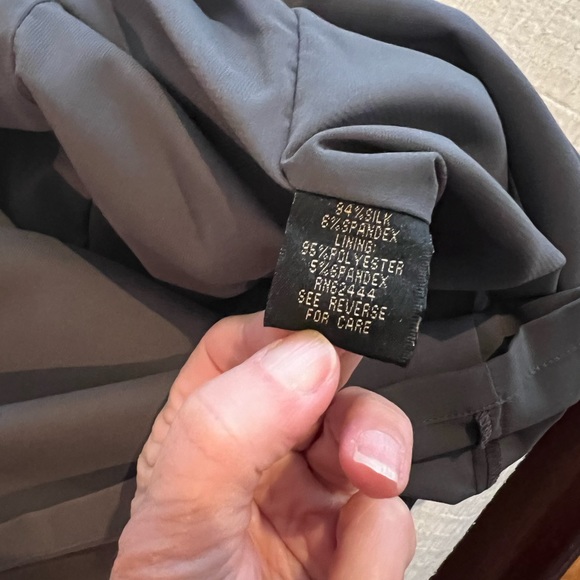 94%SILK
6%SPANDEX
LINING:
95%POLYESTER
5%SPANDEX
RN62444
SEE REVERSE
FOR CARE